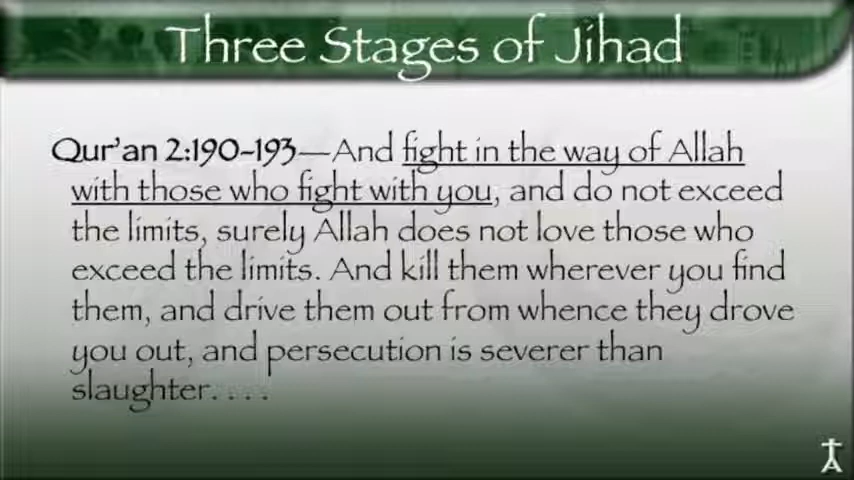 Three Stages of Jihad
Qur'an 2:190-193—And fight in the way of Allah
with those who fight with you, and do not exceed
the limits, surely Allah does not love those who
exceed the limits. And kill them wherever you find
them, and drive them out from whence they drove
you out, and persecution is severer than
slaughter. . . .